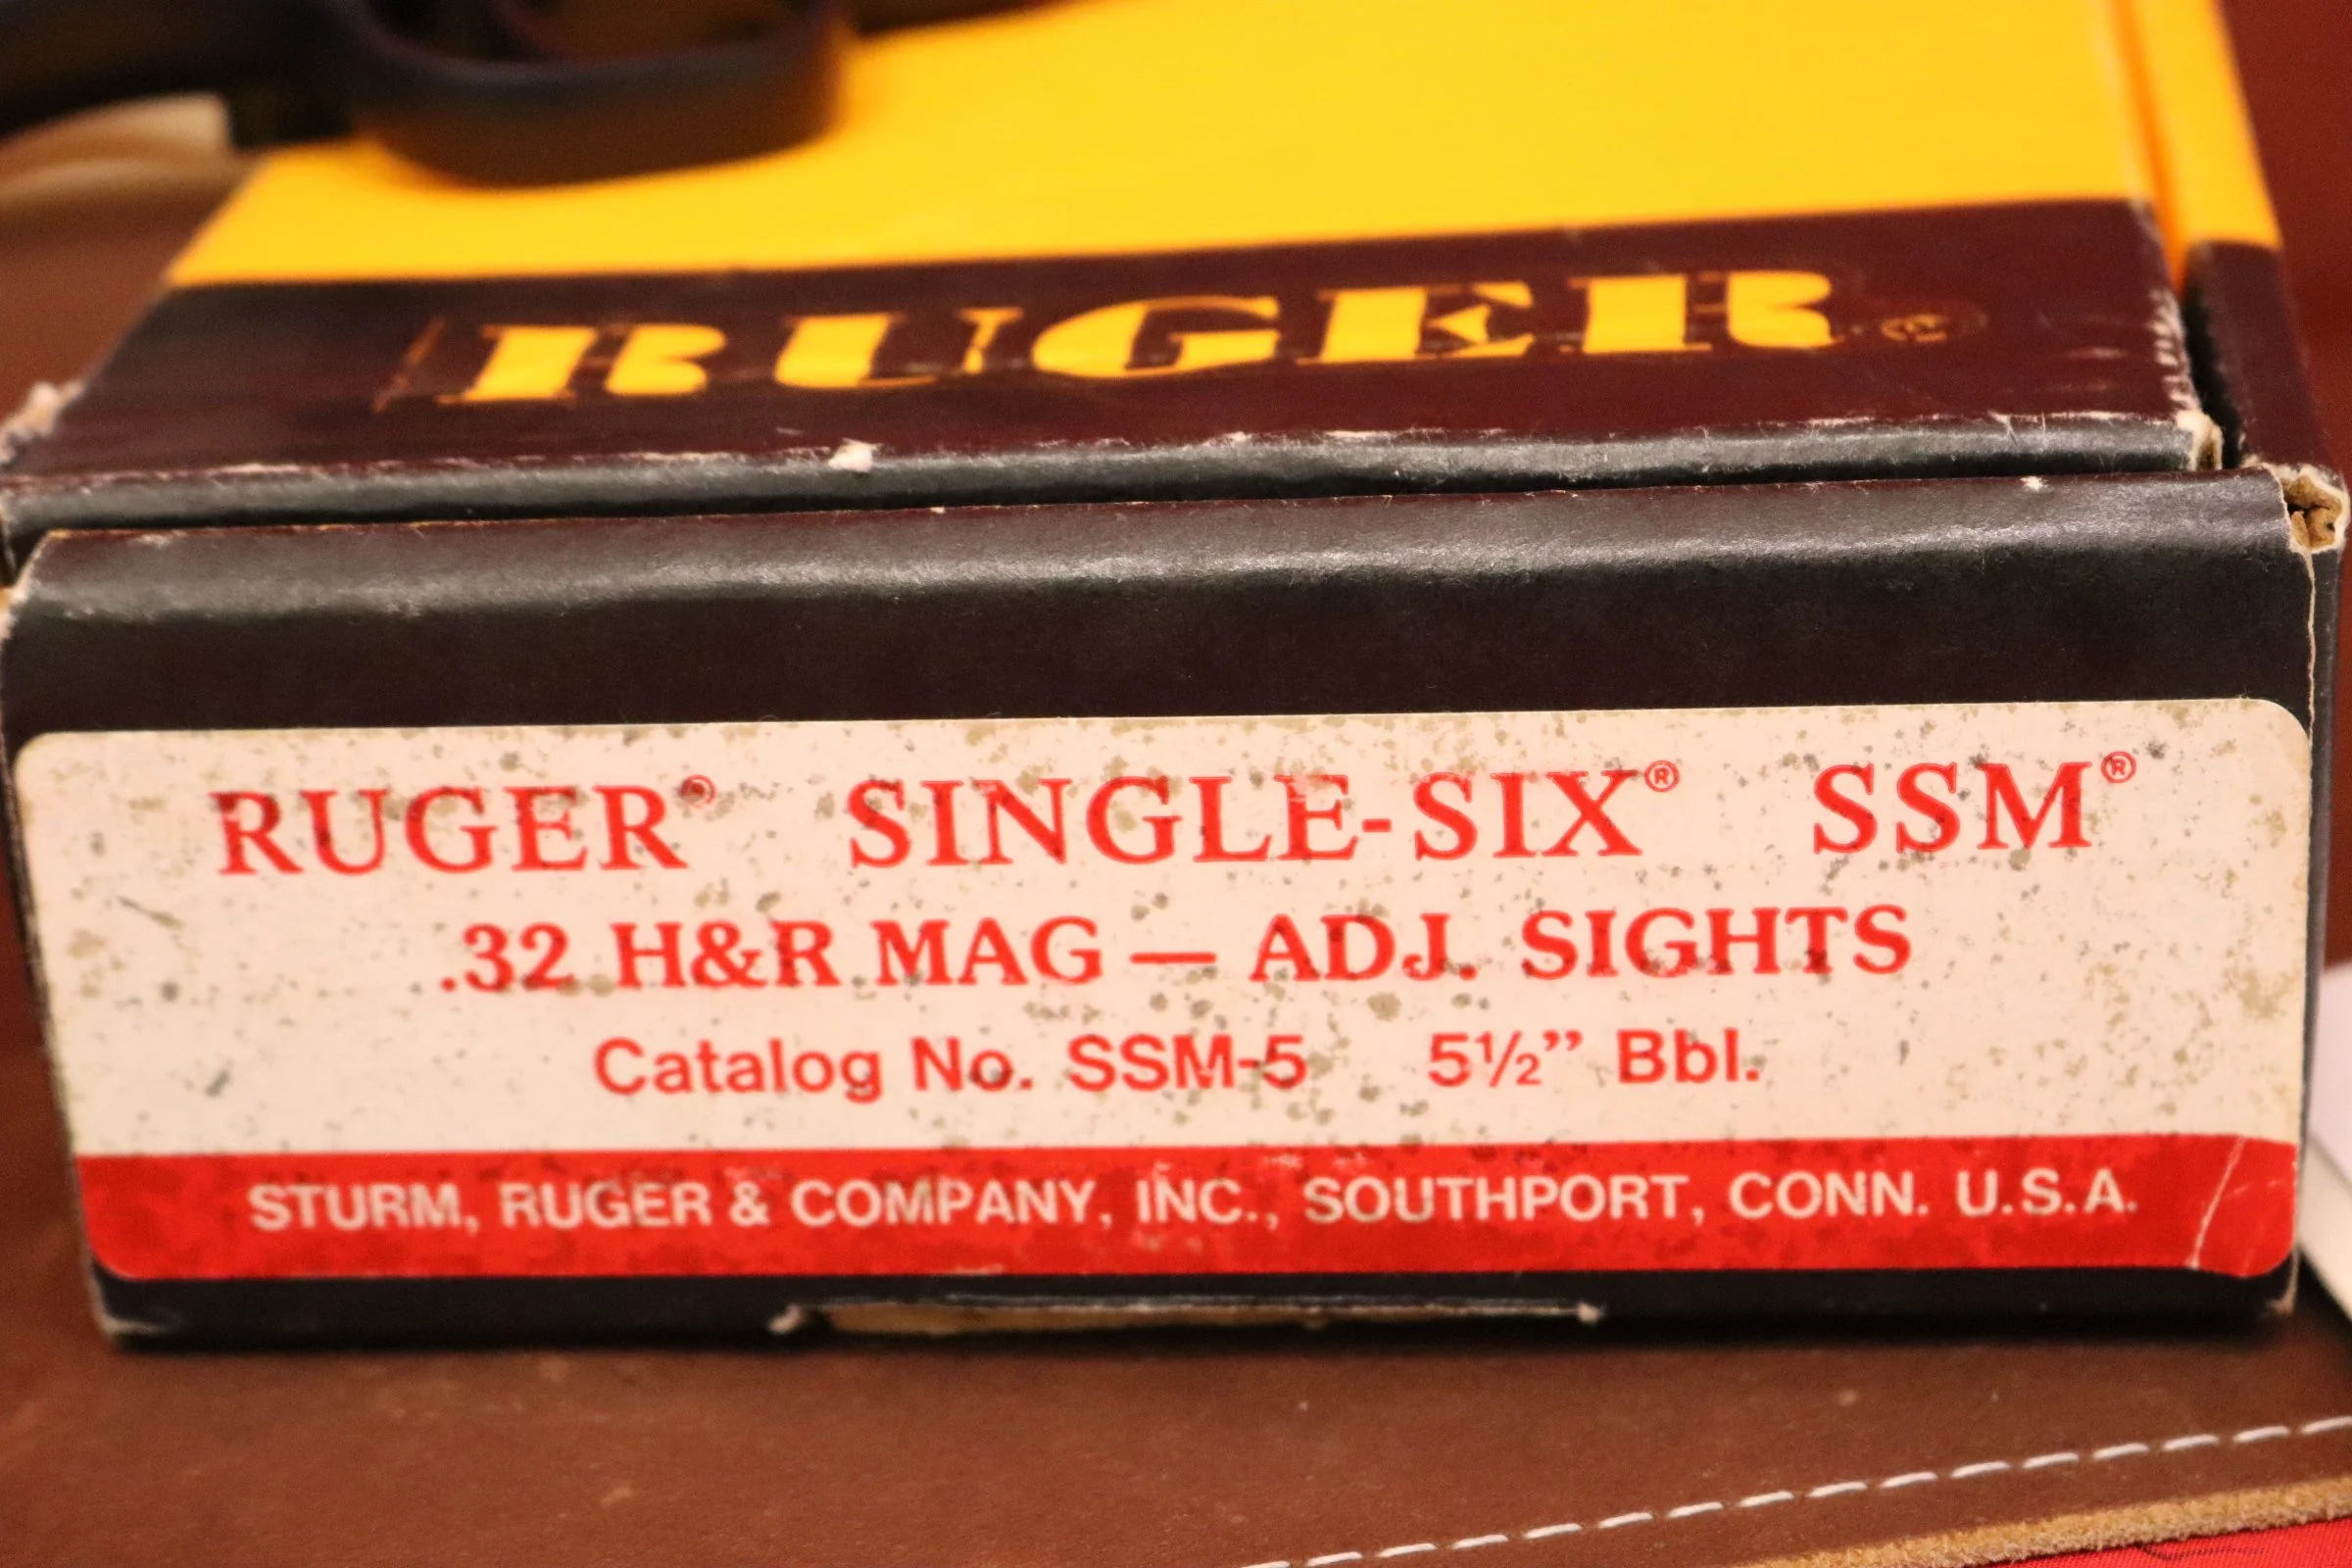 RUGER®
RUGER® SINGLE-SIX® SSM®
.32 H&R MAG — ADJ. SIGHTS
Catalog No. SSM-5 5½” Bbl.
STURM, RUGER & COMPANY, INC., SOUTHPORT, CONN. U.S.A.